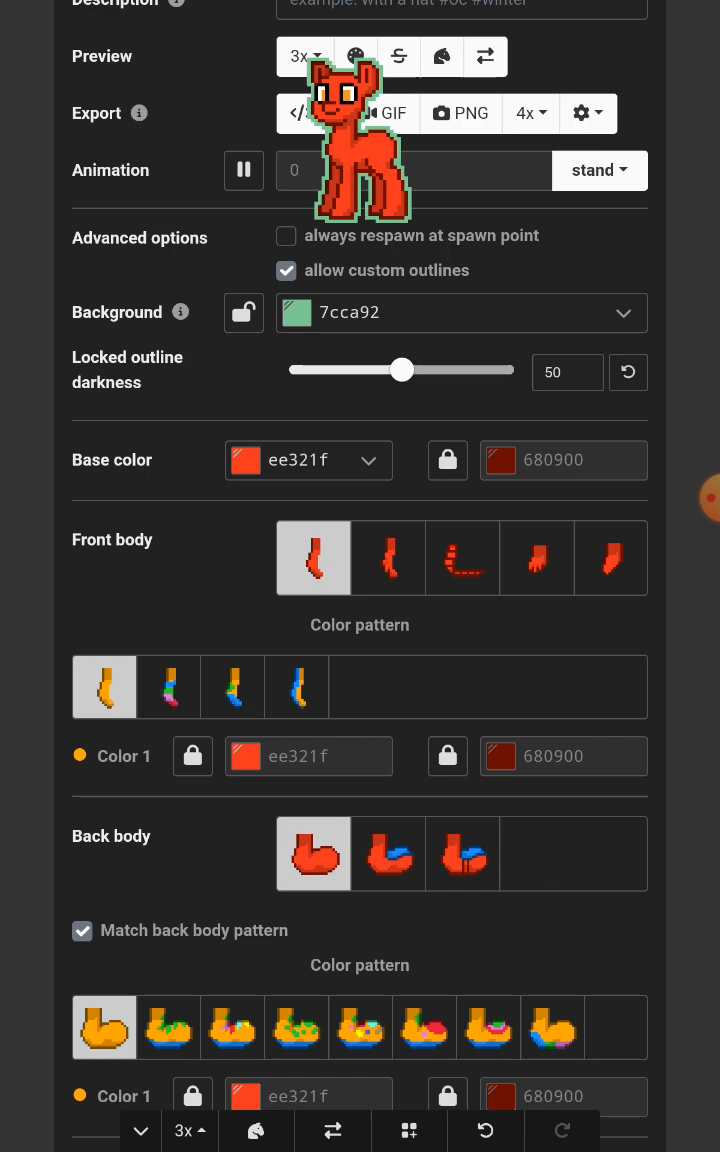 Description
example: with a hat #oc #winter
Preview
3x
Export
</
GIF
PNG
4x
Animation
0
stand
Advanced options
always respawn at spawn point
allow custom outlines
Background
7cca92
Locked outline
darkness
50
Base color
ee321f
680900
Front body
Color pattern
Color 1
ee321f
680900
Back body
Match back body pattern
Color pattern
Color 1
ee321f
680900
3x